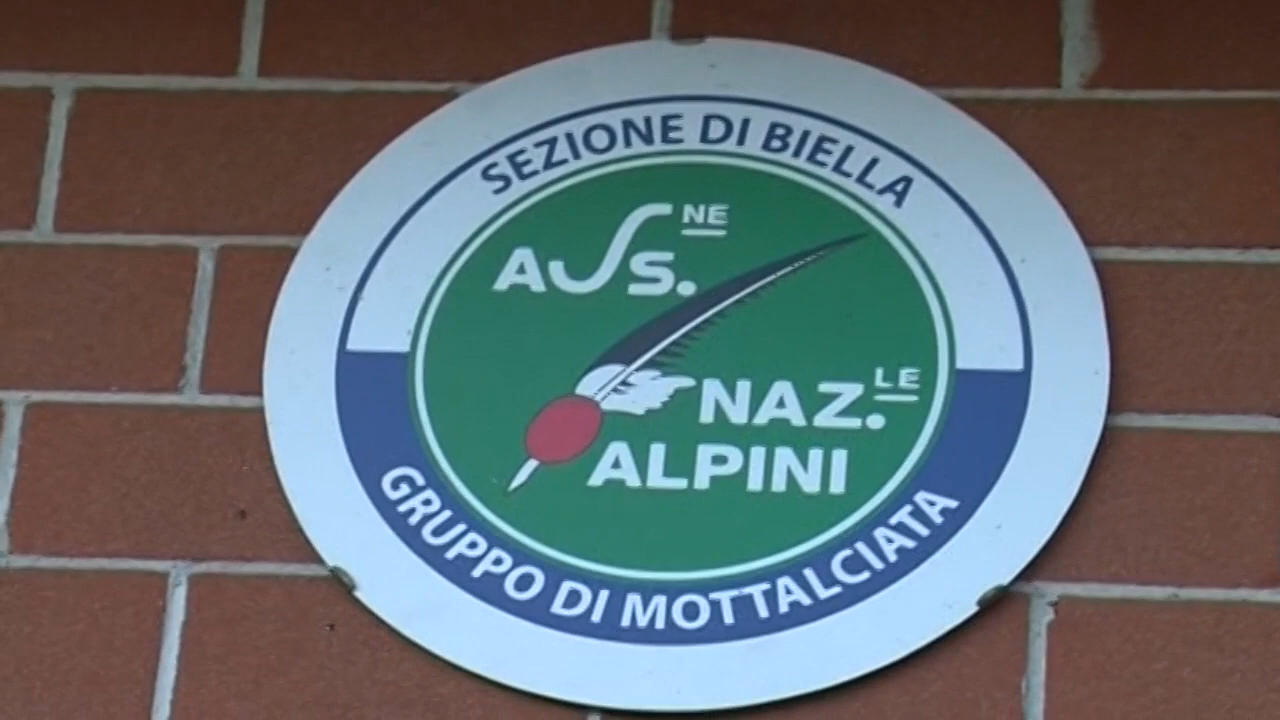 SEZIONE DI BIELLA
ASS.NE
NAZ.LE
ALPINI
GRUPPO DI MOTTALCIATA